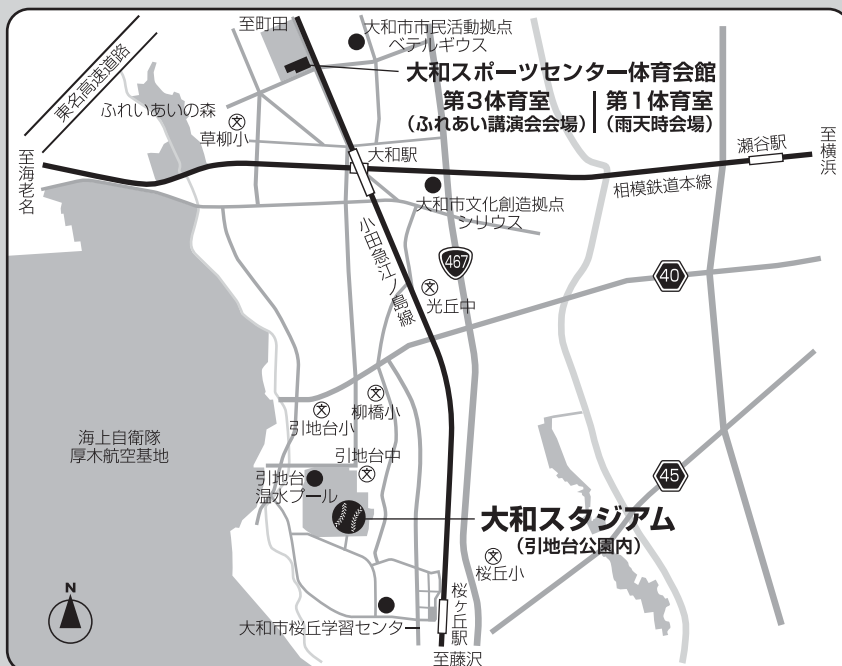 至町田
大和市市民活動拠点
ベテルギウス
東名高速道路
大和スポーツセンター体育会館
第3体育室
(ふれあい講演会会場)
第1体育室
(雨天時会場)
ふれいあいの森
草柳小
至海老名
大和駅
瀬谷駅
至横浜
相模鉄道本線
大和市文化創造拠点
シリウス
小田急江ノ島線
467
40
光丘中
柳橋小
引地台小
海上自衛隊
厚木航空基地
引地台中
引地台
温水プール
45
大和スタジアム
(引地台公園内)
桜丘小
N
桜ヶ丘駅
大和市桜丘学習センター
至藤沢
文
文
文
文
文
文